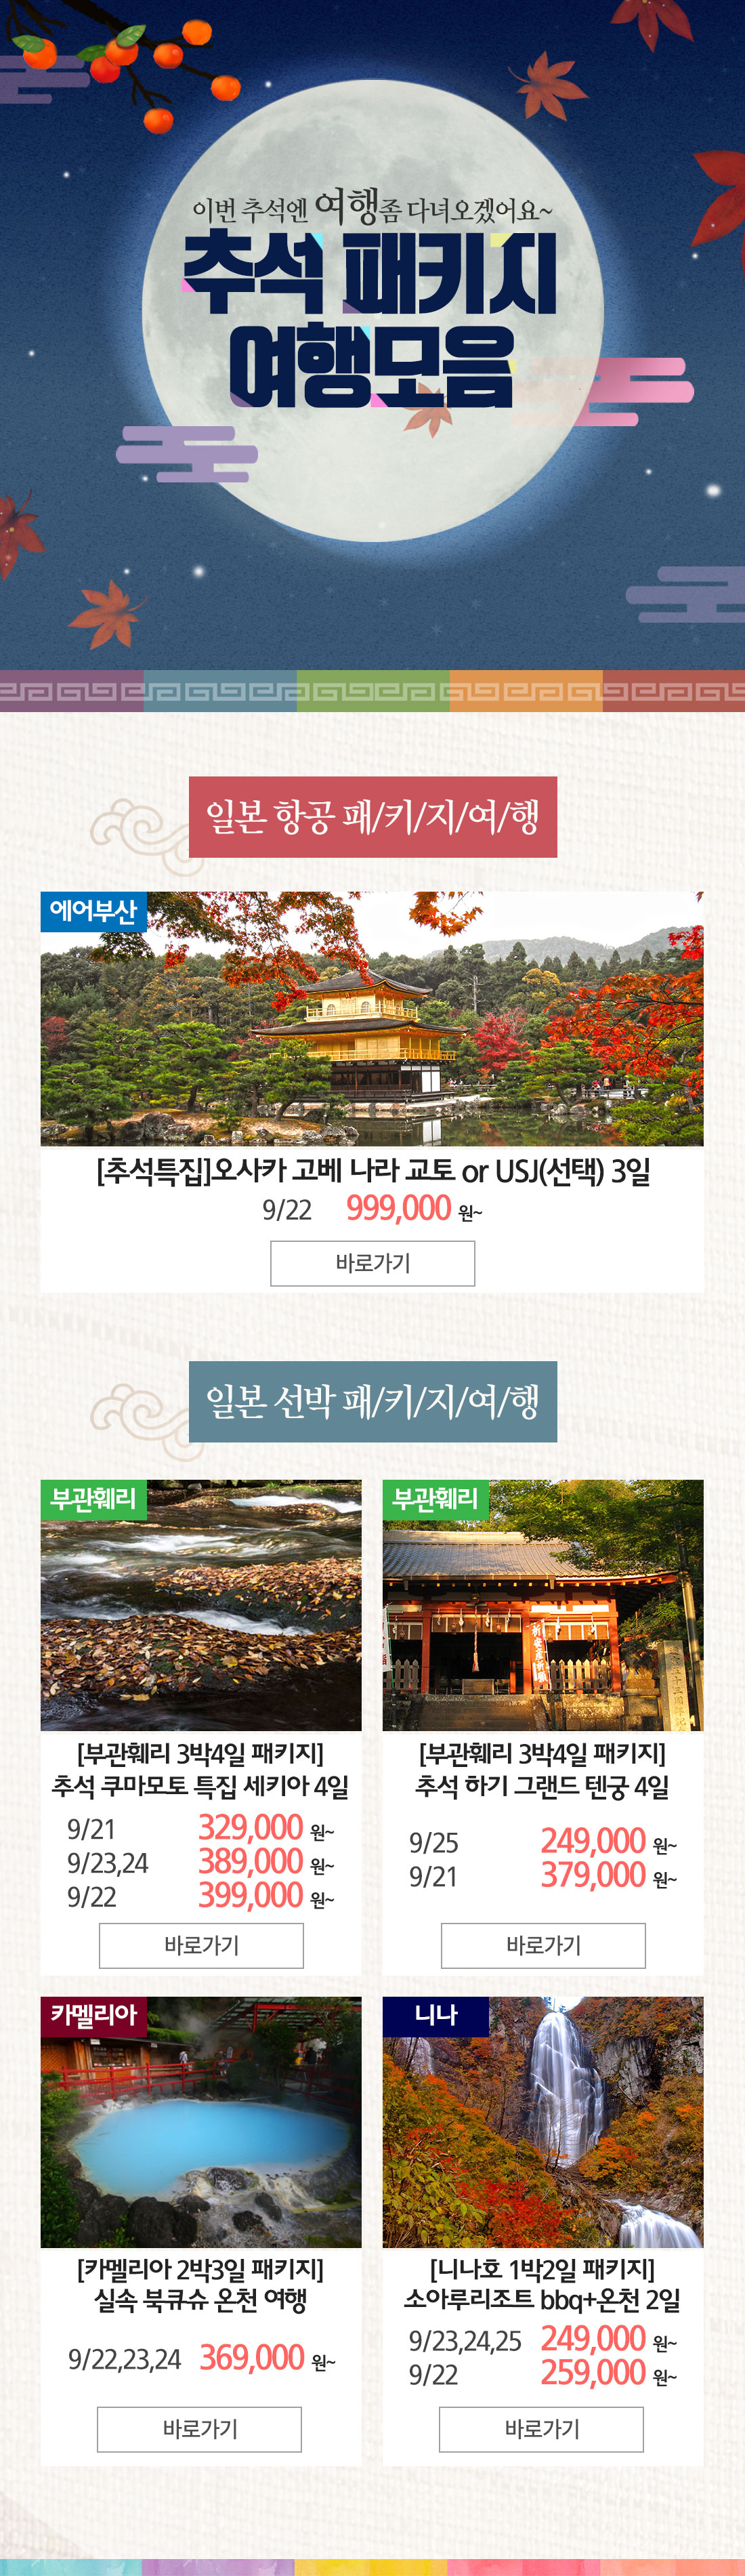 이번 추석엔 여행좀 다녀오겠어요~
추석 패키지
여행모음
일본 항공 패/키/지/여/행
에어부산
[추석특집]오사카 고베 나라 교토 or USJ(선택) 3일
9/22 999,000 원~
바로가기
일본 선박 패/키/지/여/행
부관훼리
[부관훼리 3박4일 패키지]
추석 쿠마모토 특집 세키아 4일
9/21 329,000 원~
9/23,24 389,000 원~
9/22 399,000 원~
바로가기
부관훼리
[부관훼리 3박4일 패키지]
추석 하기 그랜드 텐궁 4일
9/25 249,000 원~
9/21 379,000 원~
바로가기
카멜리아
[카멜리아 2박3일 패키지]
실속 북큐슈 온천 여행
9/22,23,24 369,000 원~
바로가기
니나
[니나호 1박2일 패키지]
소아루리조트 bbq+온천 2일
9/23,24,25 249,000 원~
9/22 259,000 원~
바로가기